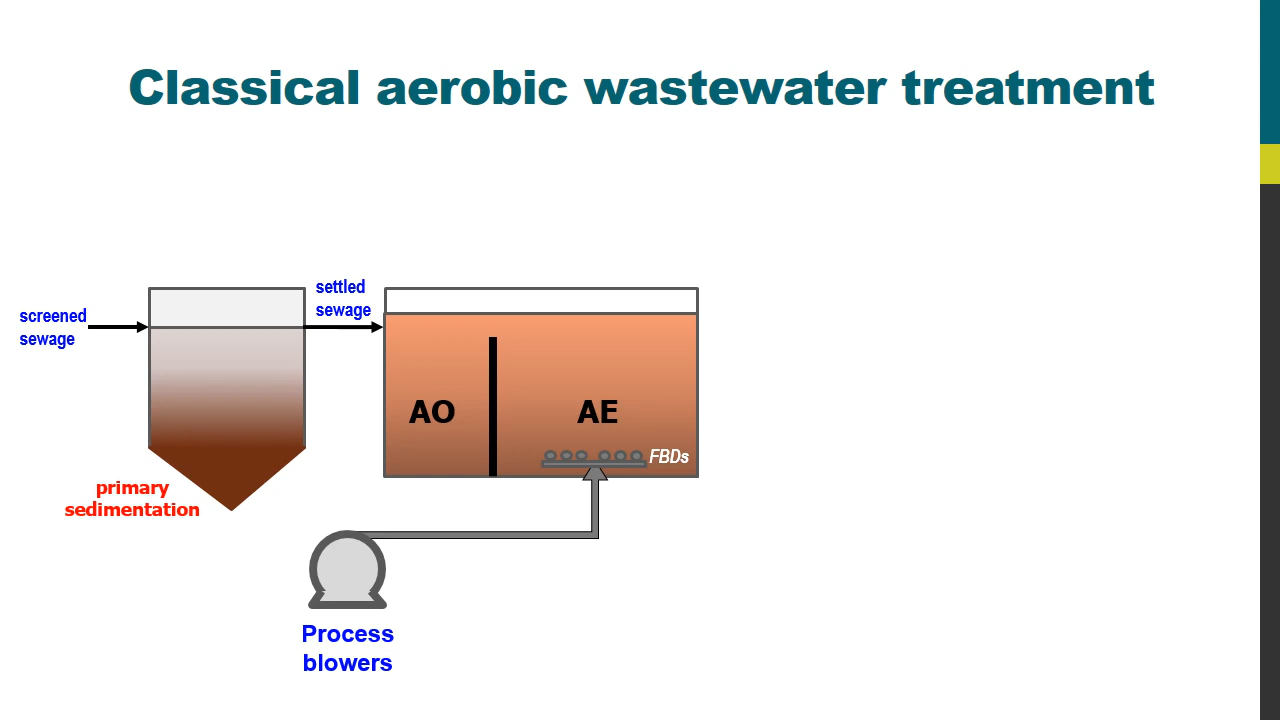 Classical aerobic wastewater treatment
settled
sewage
screened
sewage
AO
AE
FBDs
primary
sedimentation
Process
blowers